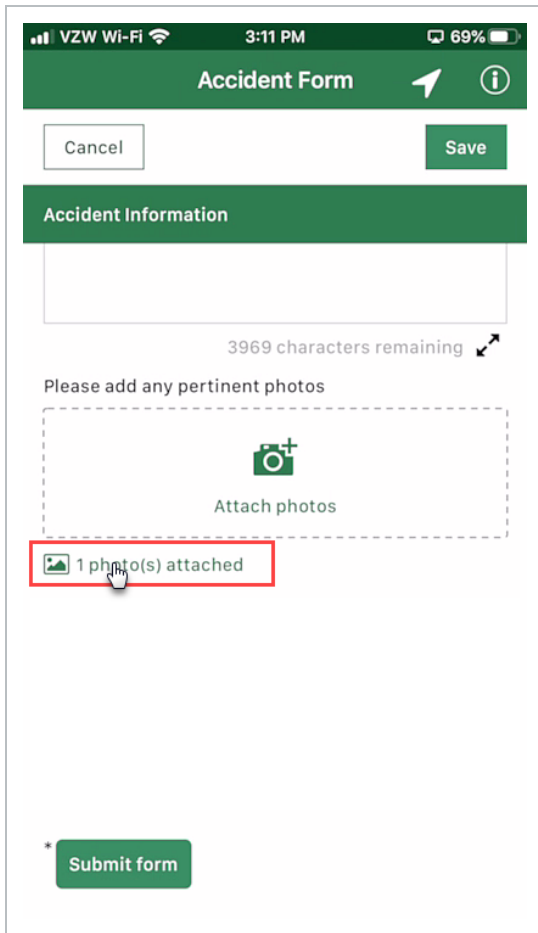 VZW Wi-Fi 3:11 PM 69%
Accident Form
Cancel Save
Accident Information
3969 characters remaining
Please add any pertinent photos
Attach photos
1 photo(s) attached
*
Submit form